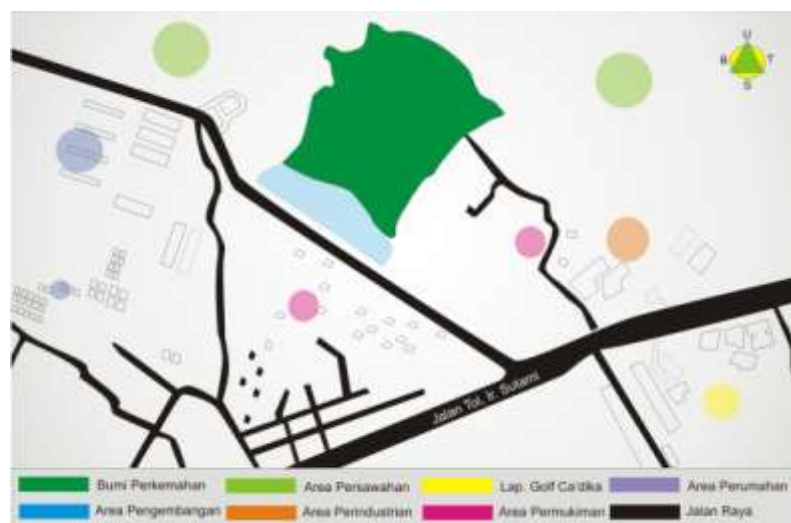 U
B T
S
Jalan Tol. Ir. Sutami
Bumi Perkemahan Area Persawahan Lap. Golf Ca'dika Area Perumahan
Area Pengembangan Area Perindustrian Area Permukiman Jalan Raya